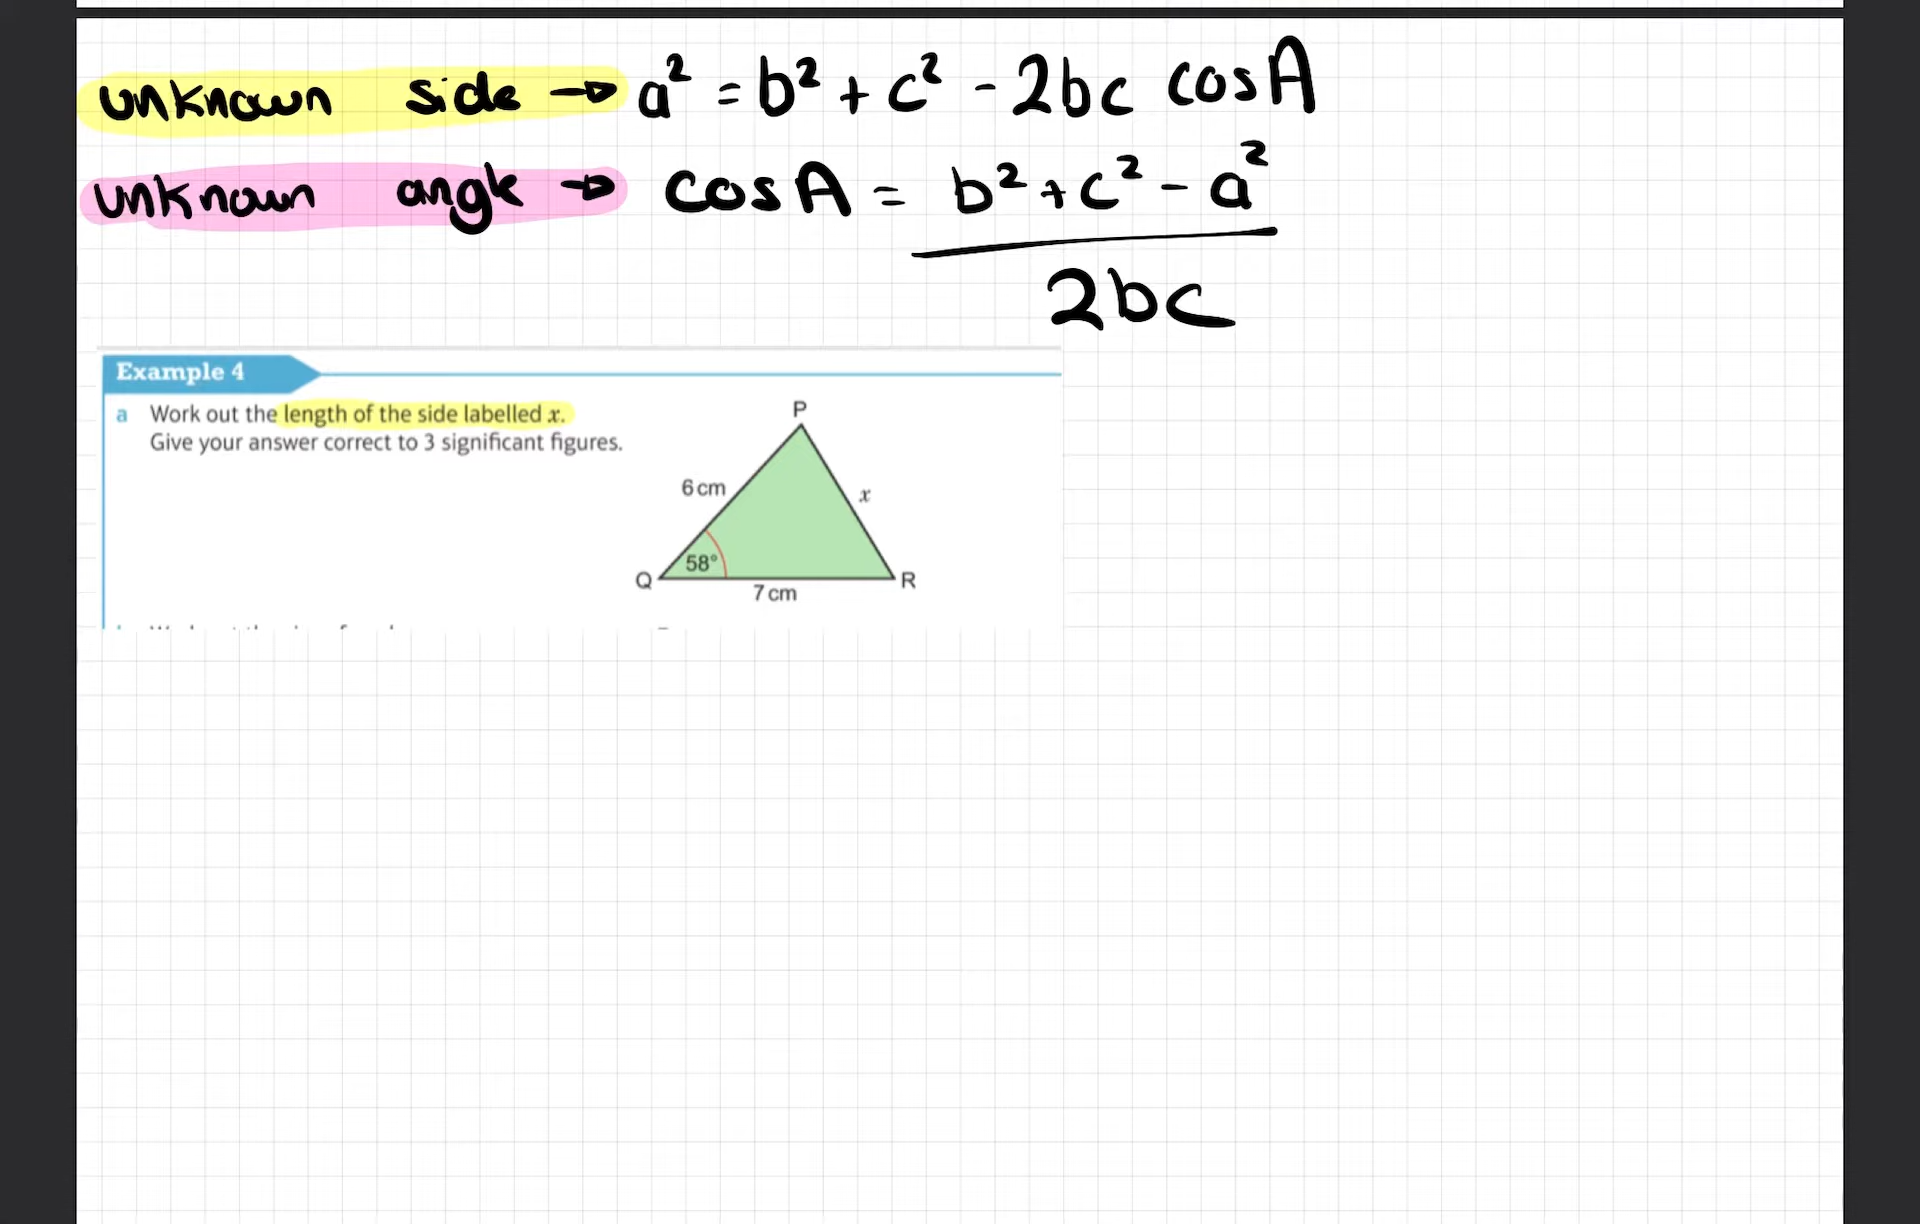 unknown side → a² = b² + c² - 2bc cosA
unknown angle → cosA = b² + c² - a²
2bc
Example 4
a Work out the length of the side labelled x.
Give your answer correct to 3 significant figures.
P
6 cm
x
58°
Q
R
7 cm